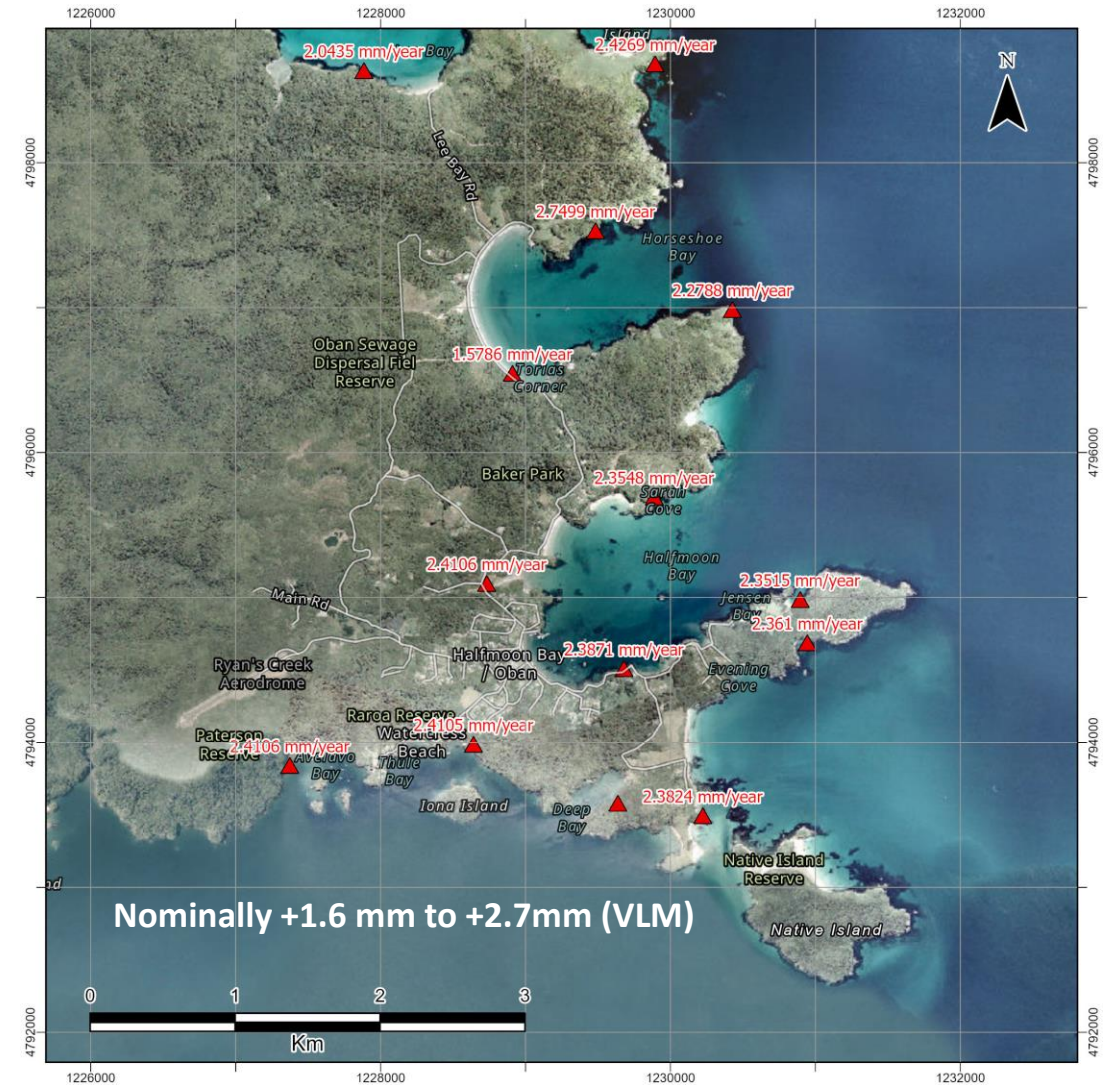 1226000
1228000
1230000
1232000
Island
2.0435 mm/year
Bay
2.4269 mm/year
N
4798000
4798000
Lee Bay Rd
2.7499 mm/year
Horseshoe
Bay
2.2788 mm/year
Oban Sewage
Dispersal Fiel
Reserve
1.5786 mm/year
Corner
4796000
4796000
Baker Park
2.3548 mm/year
Sarah
Cove
Halfmoon
Bay
2.4106 mm/year
2.3515 mm/year
Main Rd
Jensen
Bay
2.361 mm/year
Halfmoon Bay
/ Oban
2.3871 mm/year
Ryan's Creek
Aerodrome
Evening
Cove
Raroa Reserve
2.4105 mm/year
Watercress
Beach
Paterson
Reserve
2.4106 mm/year
Bay
Thule
Bay
4794000
4794000
Iona Island
Deep
Bay
2.3824 mm/year
Native Island
Reserve
nd
Nominally +1.6 mm to +2.7mm (VLM)
Native Island
0
1
2
3
Km
4792000
4792000
1226000
1228000
1230000
1232000